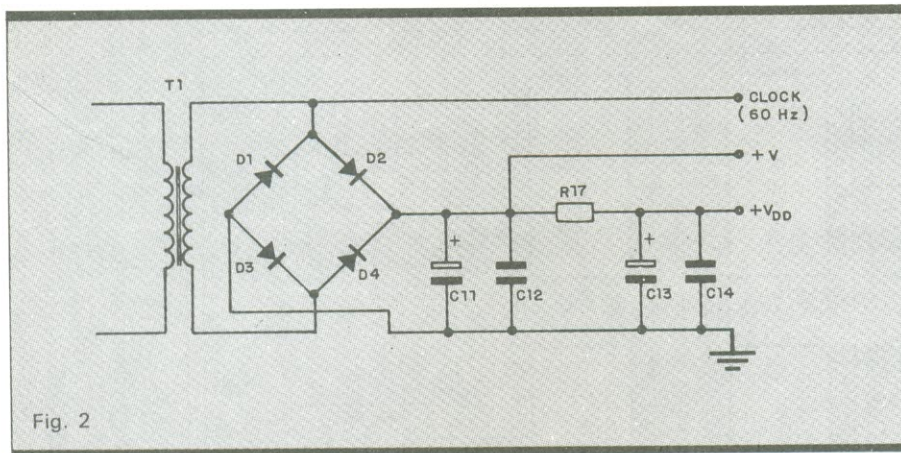 T1
CLOCK
(60 Hz)
+V
D1
D2
R17
+VDD
+
+
D3
D4
C11
C12
C13
C14
Fig. 2